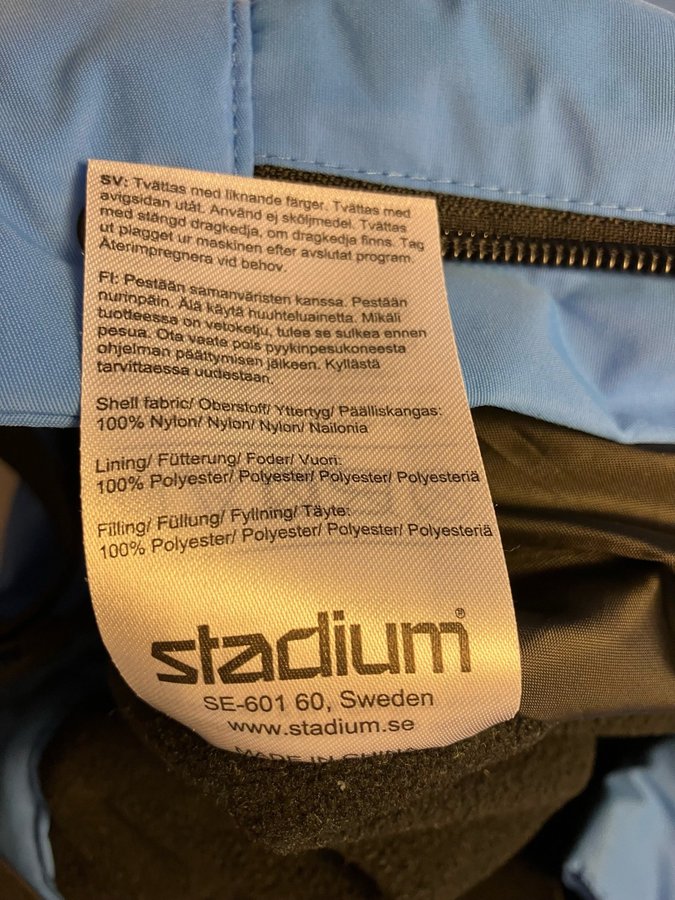 SV: Tvättas med liknande färger. Tvättas med
avigsidan utåt. Använd ej sköljmedel. Tvättas
med stängd dragkedja, om dragkedja finns. Tag
ut plagget ur maskinen efter avslutat program.
Återimpregnera vid behov.
FI: Pestään samanväristen kanssa. Pestään
nurinpäin. Älä käytä huuhteluainetta. Mikäli
tuotteessa on vetoketju, tulee se sulkea ennen
pesua. Ota vaate pois pyykinpesukoneesta
ohjelman päättymisen jälkeen. Kyllästä
tarvittaessa uudestaan.
Shell fabric/ Oberstoff/ Yttertyg/ Päälliskangas:
100% Nylon/ Nylon/ Nylon/ Nailonia
Lining/ Fütterung/ Foder/ Vuori:
100% Polyester/ Polyester/ Polyester/ Polyesteriä
Filling/ Füllung/ Fyllning/ Täyte:
100% Polyester/ Polyester/ Polyester/ Polyesteriä
stadium®
SE-601 60, Sweden
www.stadium.se
MADE IN CHINA